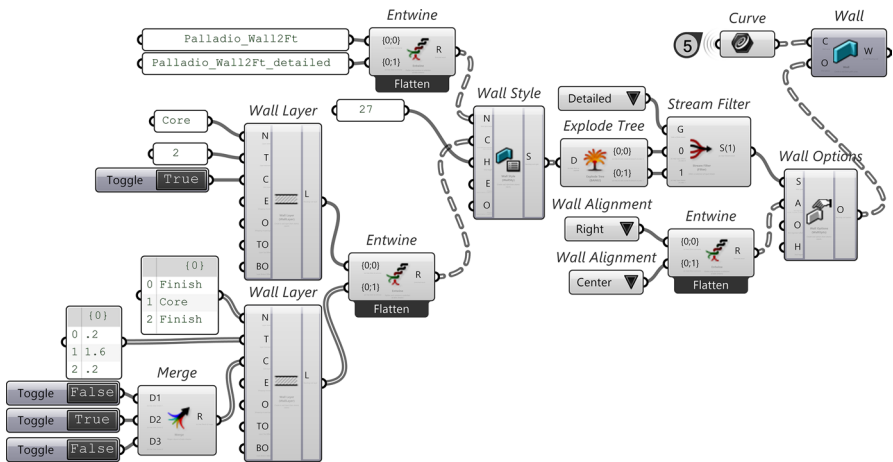 Entwine
Palladio_Wall2Ft
Palladio_Wall2Ft_detailed
{0;0}
{0;1}
R
Flatten
Curve
5
Wall
C
O
W
Wall Layer
Core
2
Toggle True
N
T
C
E
O
TO
BO
L
27
Wall Style
N
C
H
E
O
S
Detailed
Explode Tree
D
{0;0}
{0;1}
Stream Filter
G
0
1
S(1)
Wall Options
S
A
O
H
O
Wall Alignment
Right
Wall Alignment
Center
Entwine
{0;0}
{0;1}
R
Flatten
Entwine
{0;0}
{0;1}
R
Flatten
{0}
0 Finish
1 Core
2 Finish
{0}
0 .2
1 1.6
2 .2
Wall Layer
N
T
C
E
O
TO
BO
L
Merge
Toggle False
Toggle True
Toggle False
D1
D2
D3
R